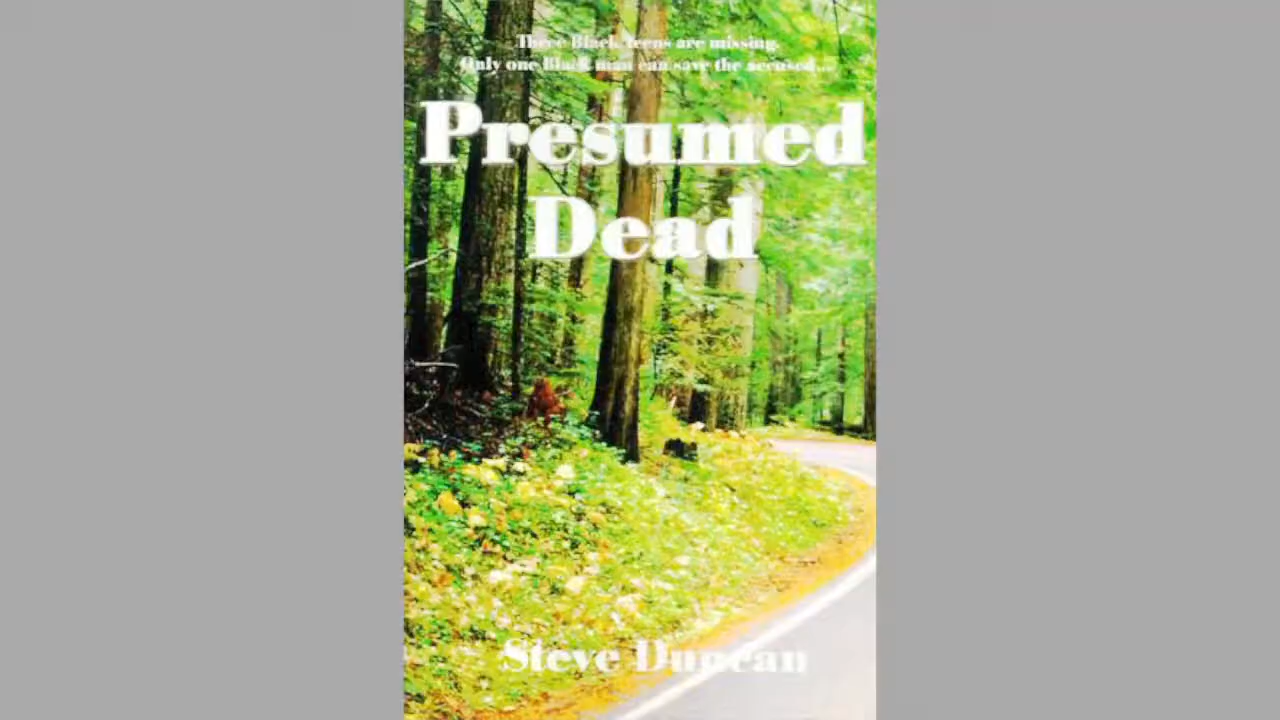 Three Black teens are missing.
Only one Black man can save the accused...
Presumed
Dead
Steve Duncan